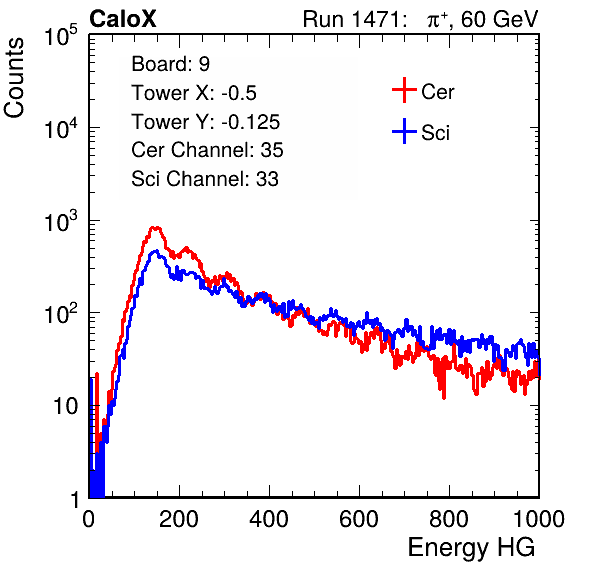 CaloX Run 1471: π⁺, 60 GeV
Counts
10⁵
10⁴
10³
10²
10
1
Board: 9
Tower X: -0.5
Tower Y: -0.125
Cer Channel: 35
Sci Channel: 33
Cer
Sci
0 200 400 600 800 1000
Energy HG